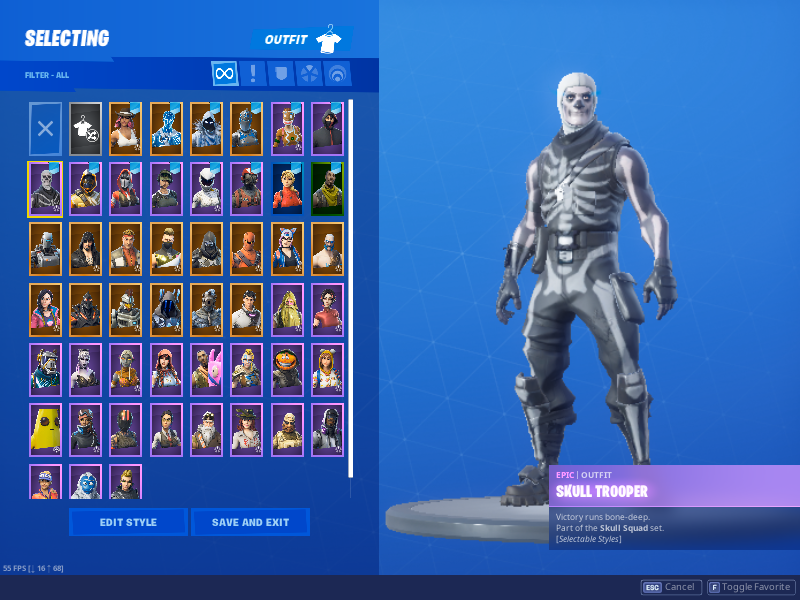 SELECTING
OUTFIT
FILTER - ALL
EPIC | OUTFIT
SKULL TROOPER
Victory runs bone-deep.
Part of the Skull Squad set.
[Selectable Styles]
EDIT STYLE
SAVE AND EXIT
55 FPS [↓ 16 ↑ 68]
ESC Cancel
F Toggle Favorite